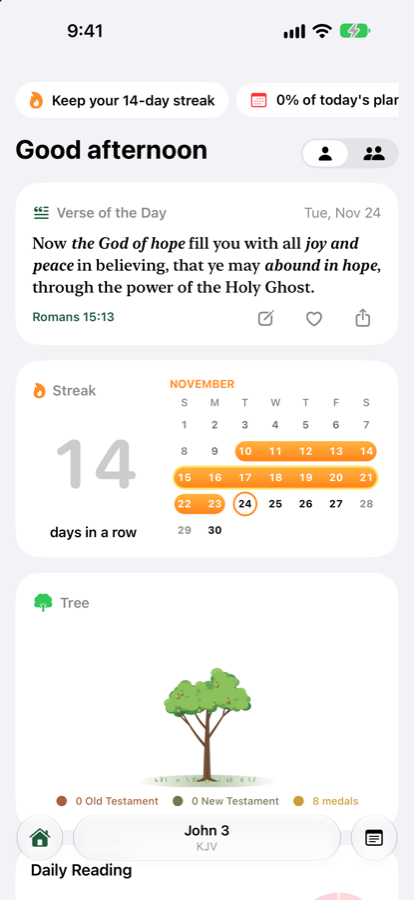 9:41
Keep your 14-day streak
0% of today's plan
Good afternoon
Verse of the Day
Tue, Nov 24
Now the God of hope fill you with all joy and
peace in believing, that ye may abound in hope,
through the power of the Holy Ghost.
Romans 15:13
Streak
14
days in a row
NOVEMBER
S M T W T F S
1 2 3 4 5 6 7
8 9 10 11 12 13 14
15 16 17 18 19 20 21
22 23 24 25 26 27 28
29 30
Tree
0 Old Testament
0 New Testament
8 medals
John 3
KJV
Daily Reading